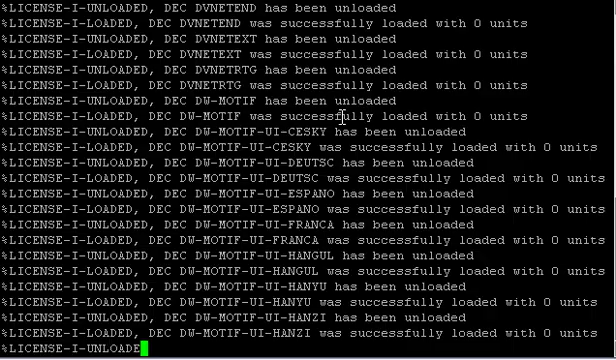 %LICENSE-I-UNLOADED, DEC DVNETEND has been unloaded
%LICENSE-I-LOADED, DEC DVNETEND was successfully loaded with 0 units
%LICENSE-I-UNLOADED, DEC DVNETEXT has been unloaded
%LICENSE-I-LOADED, DEC DVNETEXT was successfully loaded with 0 units
%LICENSE-I-UNLOADED, DEC DVNETRTG has been unloaded
%LICENSE-I-LOADED, DEC DVNETRTG was successfully loaded with 0 units
%LICENSE-I-UNLOADED, DEC DW-MOTIF has been unloaded
%LICENSE-I-LOADED, DEC DW-MOTIF was successfully loaded with 0 units
%LICENSE-I-UNLOADED, DEC DW-MOTIF-UI-CESKY has been unloaded
%LICENSE-I-LOADED, DEC DW-MOTIF-UI-CESKY was successfully loaded with 0 units
%LICENSE-I-UNLOADED, DEC DW-MOTIF-UI-DEUTSC has been unloaded
%LICENSE-I-LOADED, DEC DW-MOTIF-UI-DEUTSC was successfully loaded with 0 units
%LICENSE-I-UNLOADED, DEC DW-MOTIF-UI-ESPANO has been unloaded
%LICENSE-I-LOADED, DEC DW-MOTIF-UI-ESPANO was successfully loaded with 0 units
%LICENSE-I-UNLOADED, DEC DW-MOTIF-UI-FRANCA has been unloaded
%LICENSE-I-LOADED, DEC DW-MOTIF-UI-FRANCA was successfully loaded with 0 units
%LICENSE-I-UNLOADED, DEC DW-MOTIF-UI-HANGUL has been unloaded
%LICENSE-I-LOADED, DEC DW-MOTIF-UI-HANGUL was successfully loaded with 0 units
%LICENSE-I-UNLOADED, DEC DW-MOTIF-UI-HANYU has been unloaded
%LICENSE-I-LOADED, DEC DW-MOTIF-UI-HANYU was successfully loaded with 0 units
%LICENSE-I-UNLOADED, DEC DW-MOTIF-UI-HANZI has been unloaded
%LICENSE-I-LOADED, DEC DW-MOTIF-UI-HANZI was successfully loaded with 0 units
%LICENSE-I-UNLOADE